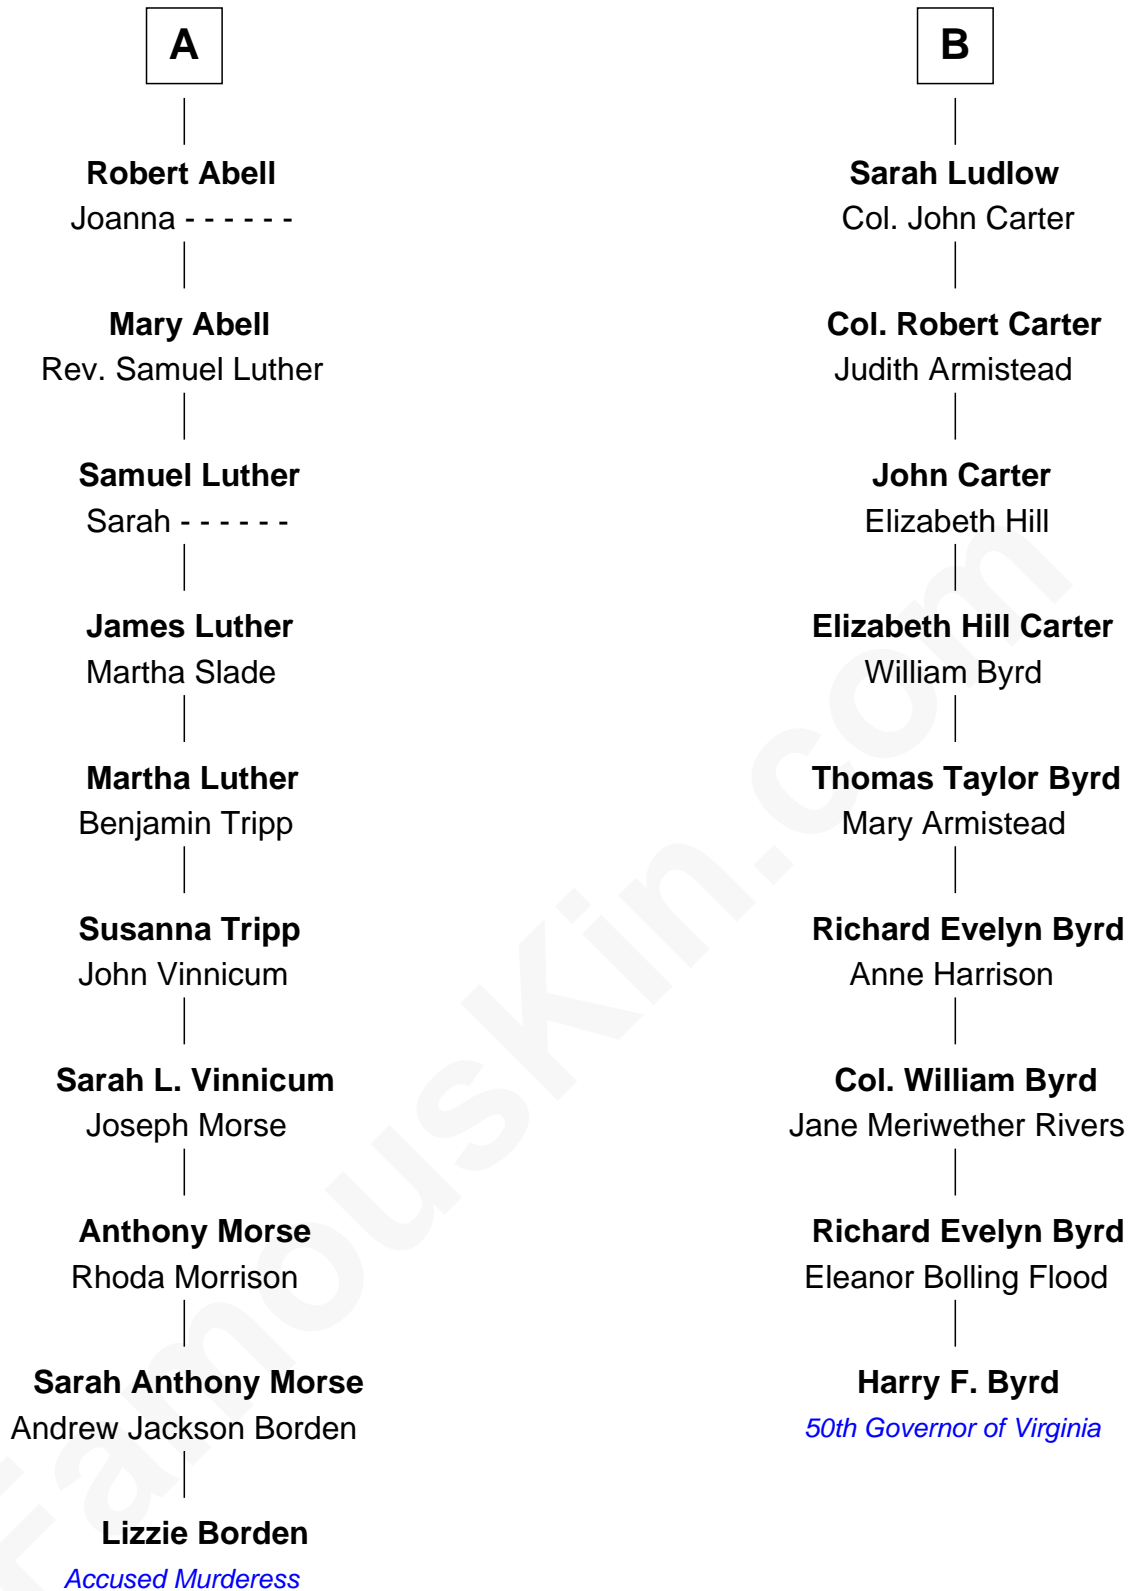 A
Robert Abell
Joanna - - - - - -
Mary Abell
Rev. Samuel Luther
Samuel Luther
Sarah - - - - - -
James Luther
Martha Slade
Martha Luther
Benjamin Tripp
Susanna Tripp
John Vinnicum
Sarah L. Vinnicum
Joseph Morse
Anthony Morse
Rhoda Morrison
Sarah Anthony Morse
Andrew Jackson Borden
Lizzie Borden
Accused Murderess
B
Sarah Ludlow
Col. John Carter
Col. Robert Carter
Judith Armistead
John Carter
Elizabeth Hill
Elizabeth Hill Carter
William Byrd
Thomas Taylor Byrd
Mary Armistead
Richard Evelyn Byrd
Anne Harrison
Col. William Byrd
Jane Meriwether Rivers
Richard Evelyn Byrd
Eleanor Bolling Flood
Harry F. Byrd
50th Governor of Virginia
FamousKin.com